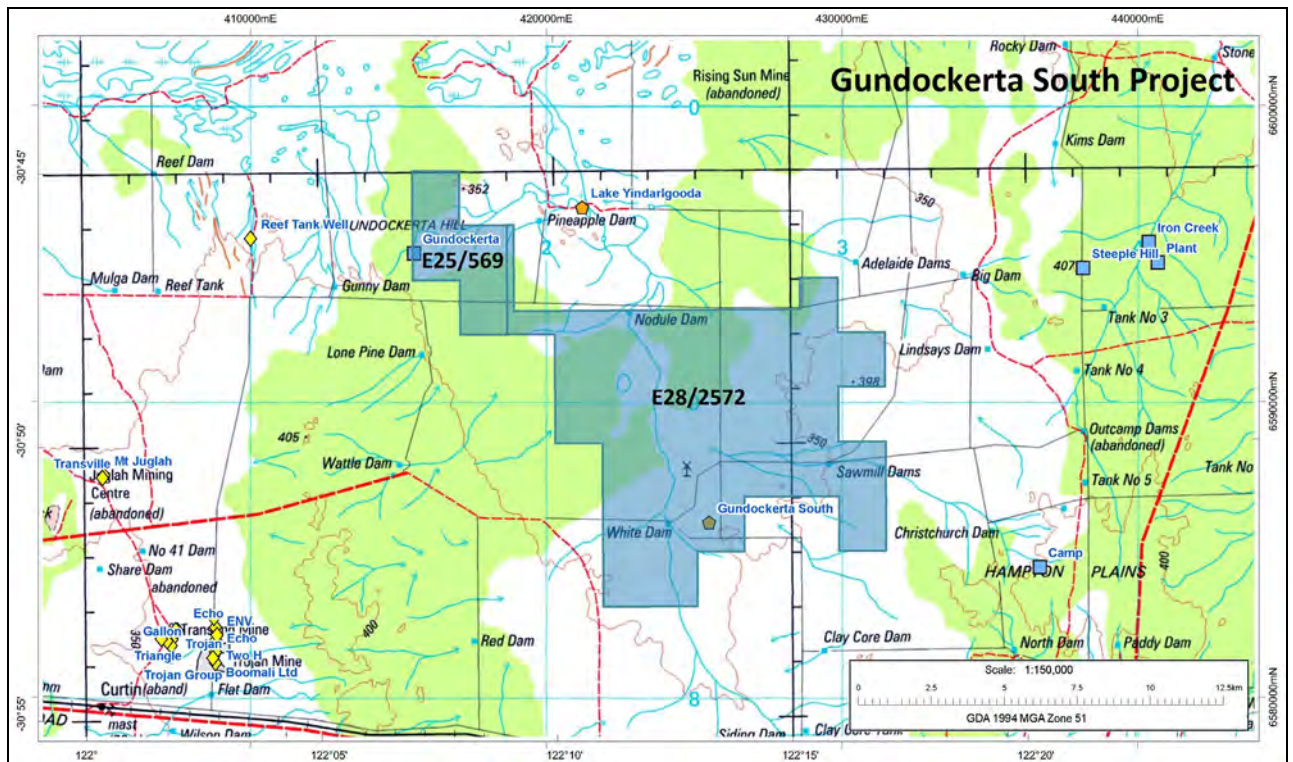 410000mE
420000mE
430000mE
440000mE
Rocky Dam
Stone
Rising Sun Mine
(abandoned)
Gundockerta South Project
0
6600000mN
Kims Dam
Reef Dam
30°45'
352
Lake Yindarlgooda
350
Reef Tank Well
UNDOCKERTA HILL
Pineapple Dam
Iron Creek
Gundockerta
2
3
Steeple Hill
Plant
E25/569
Adelaide Dams
407
Mulga Dam
Reef Tank
Gunny Dam
Big Dam
Nodule Dam
Tank No 3
Lone Pine Dam
Lindsays Dam
am
Tank No 4
398
E28/2572
6590000mN
405
350
Outcamp Dams
(abandoned)
30°50'
Wattle Dam
Sawmill Dams
Tank No
Transville
Mt Juglah
Juglah Mining
Centre
(abandoned)
Tank No 5
Gundockerta South
White Dam
Christchurch Dam
No 41 Dam
400
Camp
Share Dam
abandoned
HAMPTON PLAINS
Echo
ENV
350
Gallon
Echo
400
Trojan
Red Dam
Clay Core Dam
North Dam
Paddy Dam
Triangle
Two H
Trojan Mine
Trojan Group
Boomali Ltd
Scale: 1:150,000
Curtin (aband)
Flat Dam
0 2.5 5 7.5 10 12.5km
30°55'
8
6580000mN
mast
GDA 1994 MGA Zone 51
Wilson Dam
Siding Dam
Clay Core Tank
122°
122°05'
122°10'
122°15'
122°20'